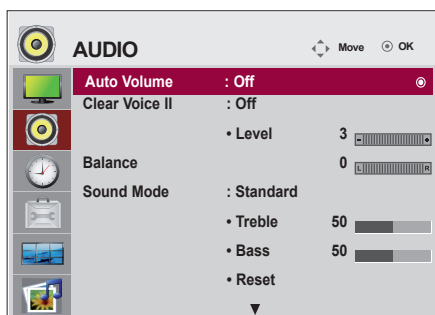 AUDIO Move OK
Auto Volume : Off
Clear Voice II : Off
• Level 3 - +
Balance 0 L R
Sound Mode : Standard
• Treble 50
• Bass 50
• Reset